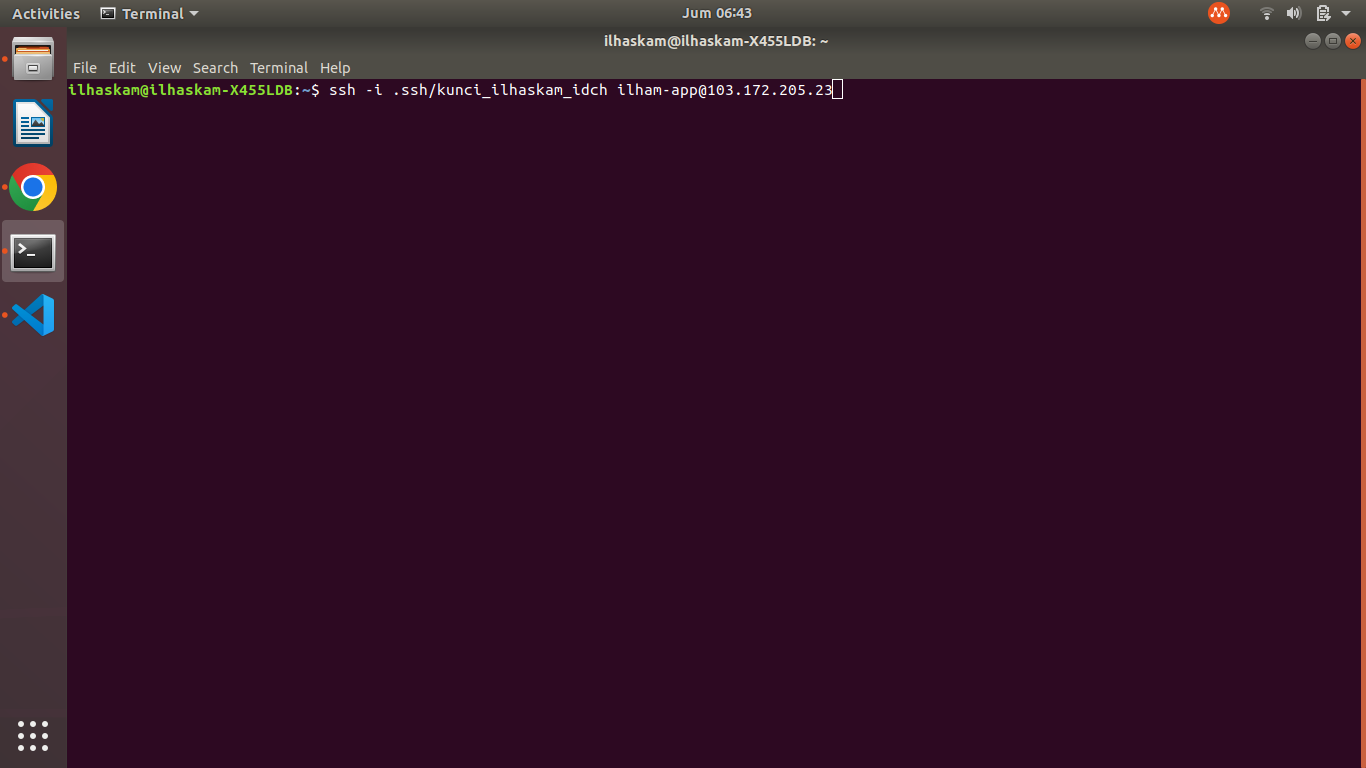 Activities Terminal Jum 06:43
ilhaskam@ilhaskam-X455LDB: ~
File Edit View Search Terminal Help
ilhaskam@ilhaskam-X455LDB:~$ ssh -i .ssh/kunci_ilhaskam_idch ilham-app@103.172.205.23